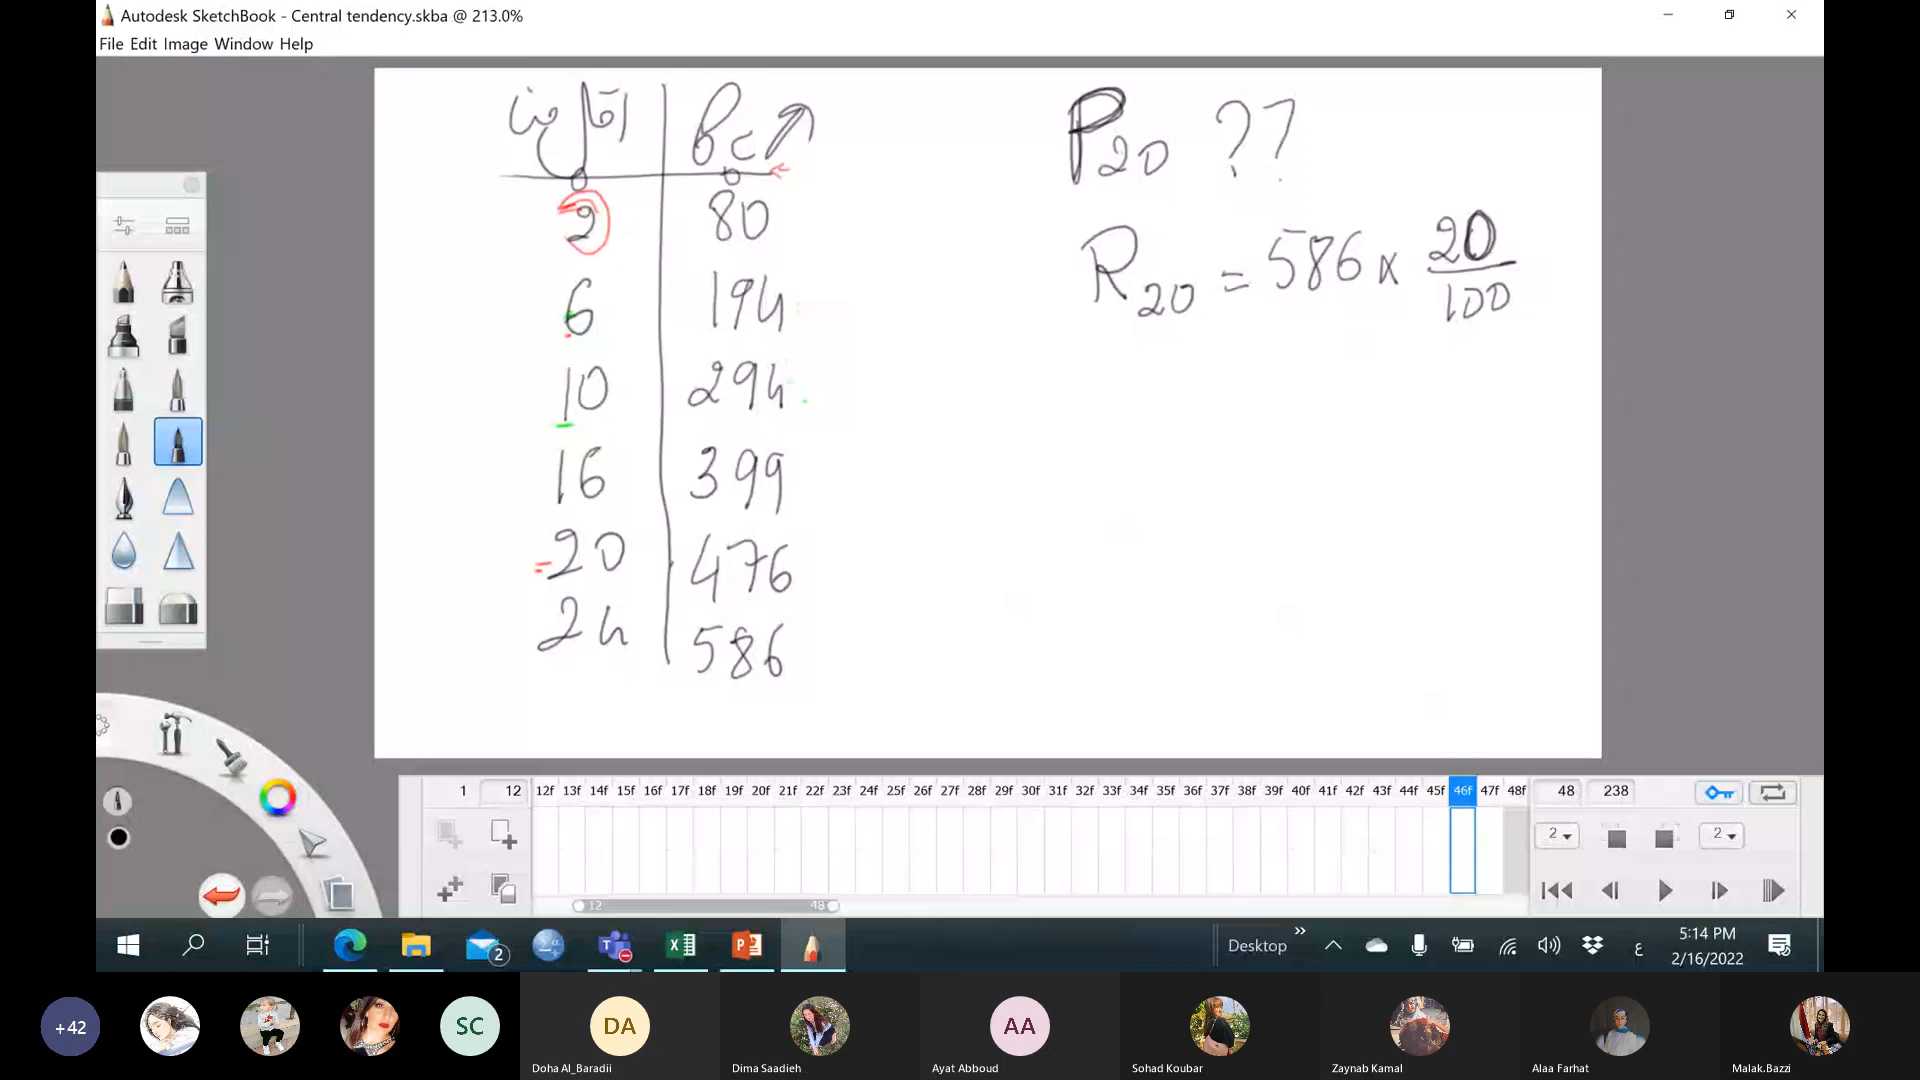 Autodesk SketchBook - Central tendency.skba @ 213.0%
File Edit Image Window Help
P20 ??
R20 = 586 × 20/100
2 80
6 194
10 294
16 399
20 476
24 586
1 12 12f 13f 14f 15f 16f 17f 18f 19f 20f 21f 22f 23f 24f 25f 26f 27f 28f 29f 30f 31f 32f 33f 34f 35f 36f 37f 38f 39f 40f 41f 42f 43f 44f 45f 46f 47f 48f 48 238
2 2
12 48
2
Desktop
ع
5:14 PM
2/16/2022
+42
SC
DA
AA
Doha Al_Baradii
Dima Saadieh
Ayat Abboud
Sohad Koubar
Zaynab Kamal
Alaa Farhat
Malak.Bazzi